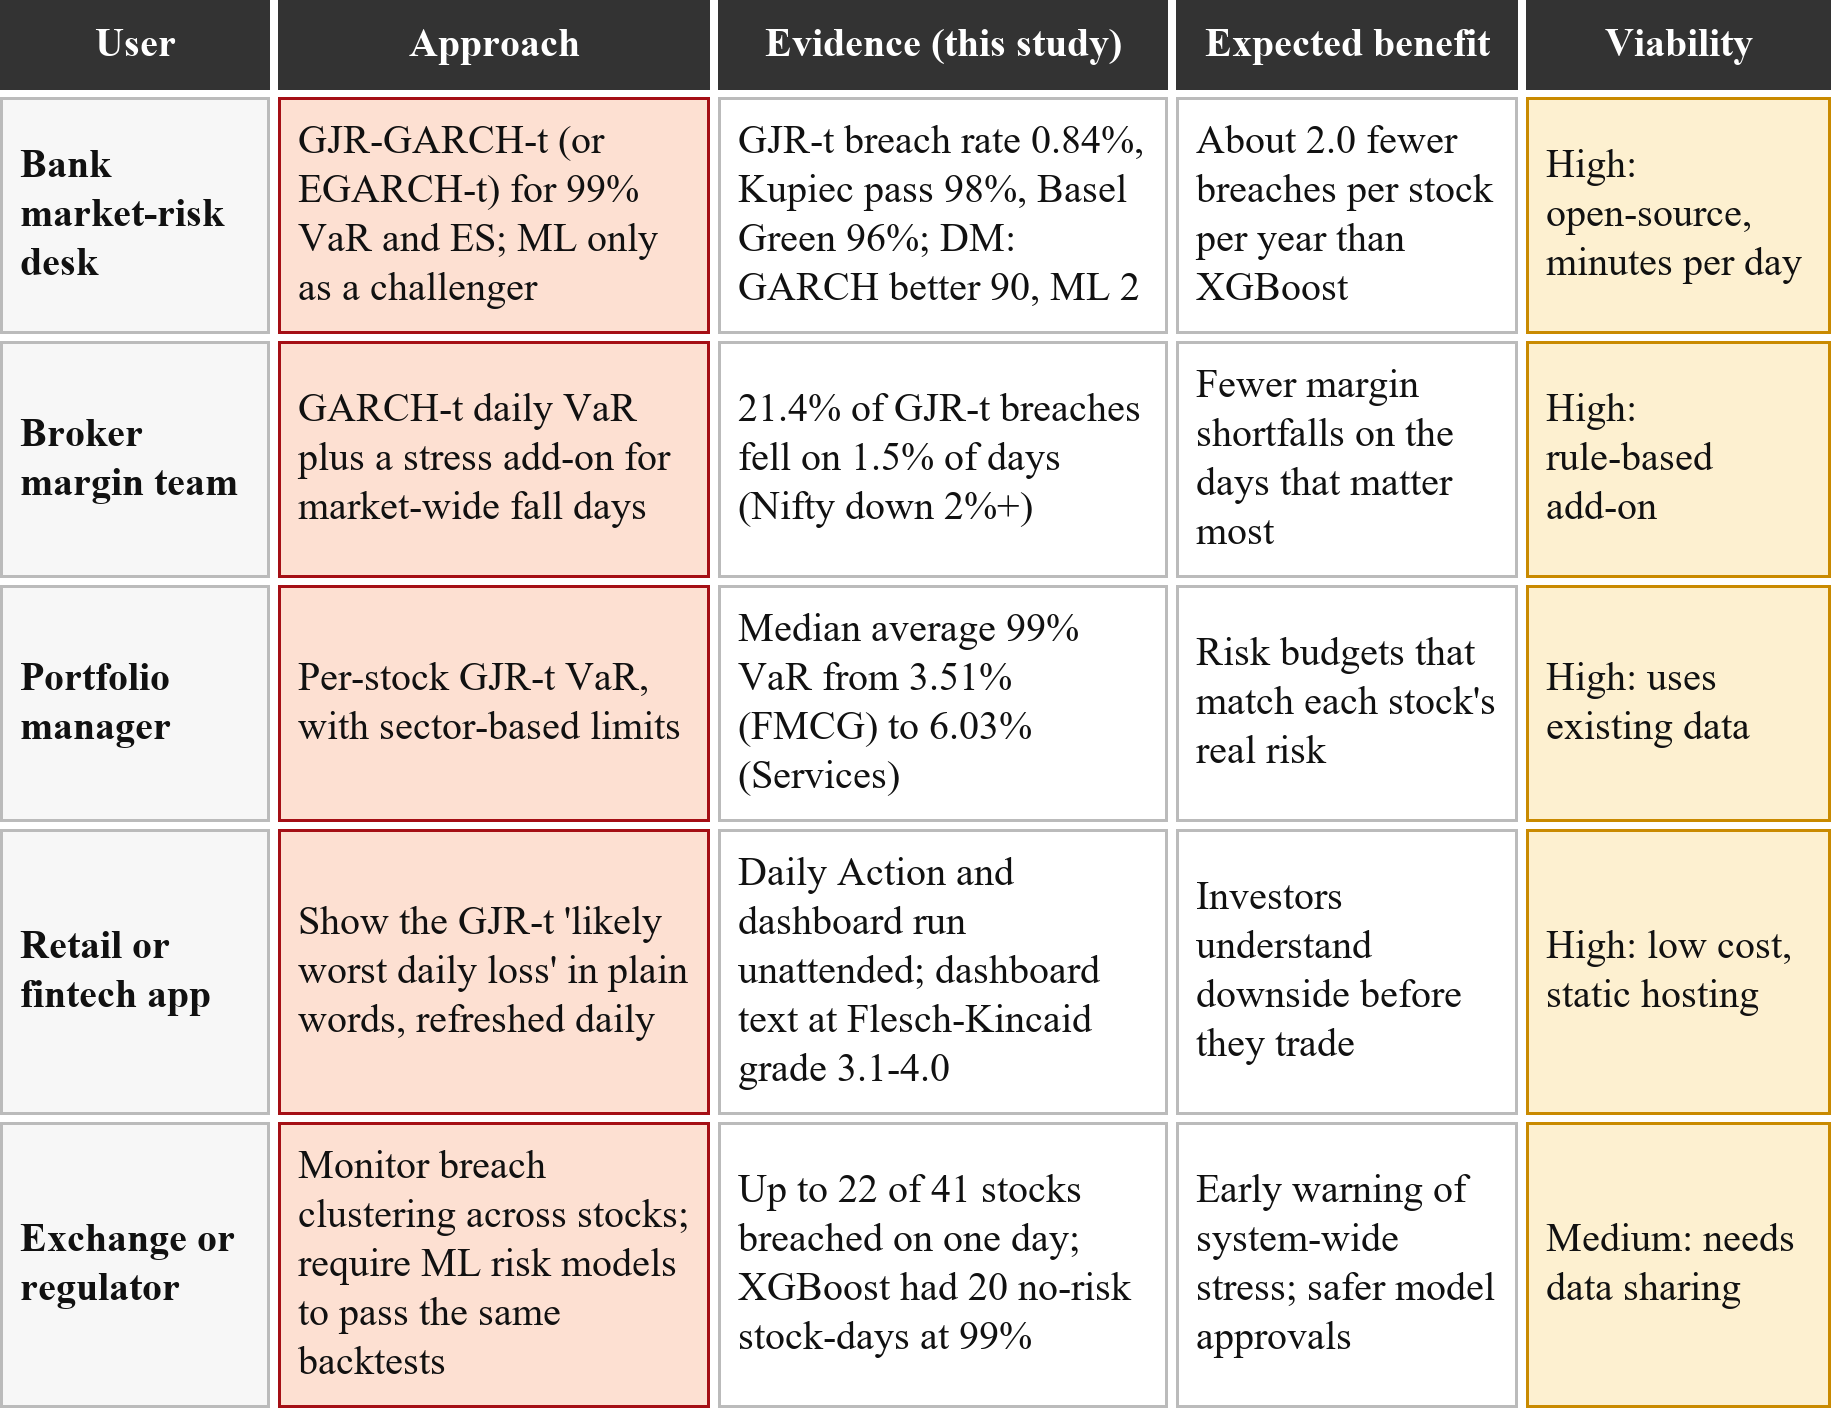 User
Approach
Evidence (this study)
Expected benefit
Viability
Bank
market-risk
desk
GJR-GARCH-t (or
EGARCH-t) for 99%
VaR and ES; ML only
as a challenger
GJR-t breach rate 0.84%,
Kupiec pass 98%, Basel
Green 96%; DM:
GARCH better 90, ML 2
About 2.0 fewer
breaches per stock
per year than
XGBoost
High:
open-source,
minutes per day
Broker
margin team
GARCH-t daily VaR
plus a stress add-on for
market-wide fall days
21.4% of GJR-t breaches
fell on 1.5% of days
(Nifty down 2%+)
Fewer margin
shortfalls on the
days that matter
most
High:
rule-based
add-on
Portfolio
manager
Per-stock GJR-t VaR,
with sector-based limits
Median average 99%
VaR from 3.51%
(FMCG) to 6.03%
(Services)
Risk budgets that
match each stock's
real risk
High: uses
existing data
Retail or
fintech app
Show the GJR-t 'likely
worst daily loss' in plain
words, refreshed daily
Daily Action and
dashboard run
unattended; dashboard
text at Flesch-Kincaid
grade 3.1-4.0
Investors
understand
downside before
they trade
High: low cost,
static hosting
Exchange or
regulator
Monitor breach
clustering across stocks;
require ML risk models
to pass the same
backtests
Up to 22 of 41 stocks
breached on one day;
XGBoost had 20 no-risk
stock-days at 99%
Early warning of
system-wide
stress; safer model
approvals
Medium: needs
data sharing